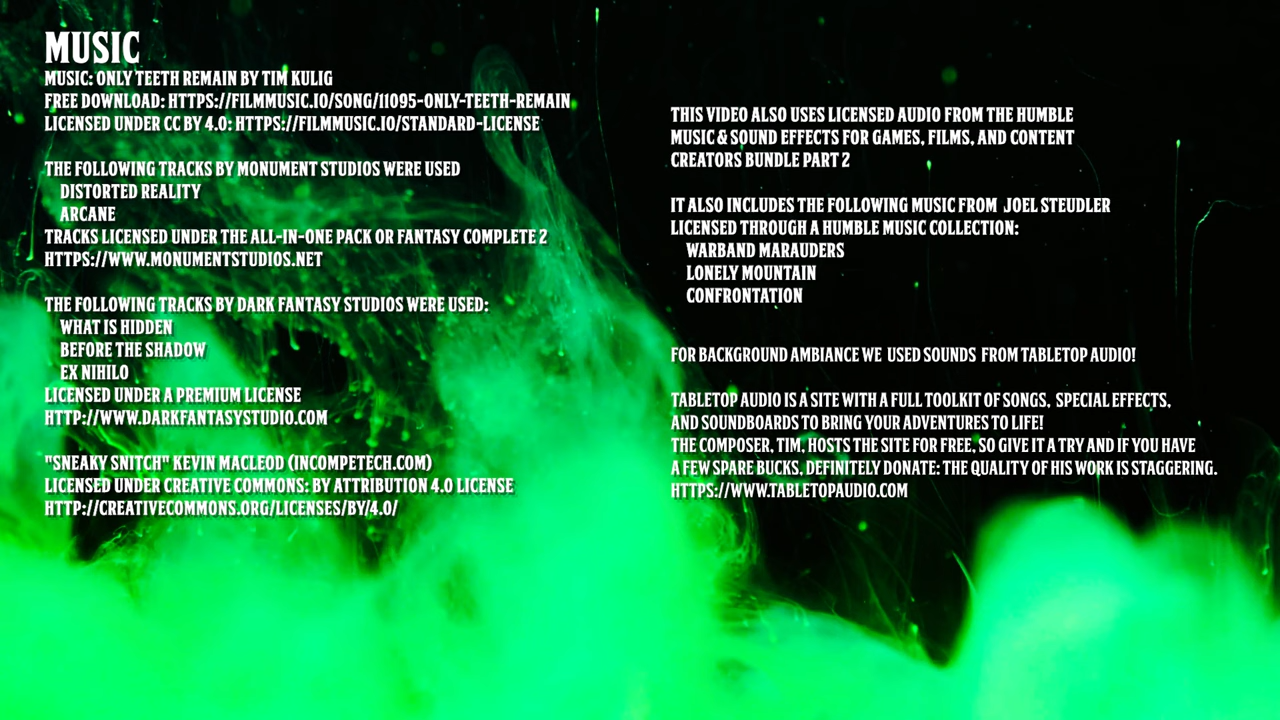 MUSIC
MUSIC: ONLY TEETH REMAIN BY TIM KULIG
FREE DOWNLOAD: HTTPS://FILMMUSIC.IO/SONG/11095-ONLY-TEETH-REMAIN
LICENSED UNDER CC BY 4.0: HTTPS://FILMMUSIC.IO/STANDARD-LICENSE
THE FOLLOWING TRACKS BY MONUMENT STUDIOS WERE USED
DISTORTED REALITY
ARCANE
TRACKS LICENSED UNDER THE ALL-IN-ONE PACK OR FANTASY COMPLETE 2
HTTPS://WWW.MONUMENTSTUDIOS.NET
THE FOLLOWING TRACKS BY DARK FANTASY STUDIOS WERE USED:
WHAT IS HIDDEN
BEFORE THE SHADOW
EX NIHILO
LICENSED UNDER A PREMIUM LICENSE
HTTP://WWW.DARKFANTASYSTUDIO.COM
"SNEAKY SNITCH" KEVIN MACLEOD (INCOMPETECH.COM)
LICENSED UNDER CREATIVE COMMONS: BY ATTRIBUTION 4.0 LICENSE
HTTP://CREATIVECOMMONS.ORG/LICENSES/BY/4.0/
THIS VIDEO ALSO USES LICENSED AUDIO FROM THE HUMBLE
MUSIC & SOUND EFFECTS FOR GAMES, FILMS, AND CONTENT
CREATORS BUNDLE PART 2
IT ALSO INCLUDES THE FOLLOWING MUSIC FROM JOEL STEUDLER
LICENSED THROUGH A HUMBLE MUSIC COLLECTION:
WARBAND MARAUDERS
LONELY MOUNTAIN
CONFRONTATION
FOR BACKGROUND AMBIANCE WE USED SOUNDS FROM TABLETOP AUDIO!
TABLETOP AUDIO IS A SITE WITH A FULL TOOLKIT OF SONGS, SPECIAL EFFECTS,
AND SOUNDBOARDS TO BRING YOUR ADVENTURES TO LIFE!
THE COMPOSER, TIM, HOSTS THE SITE FOR FREE, SO GIVE IT A TRY AND IF YOU HAVE
A FEW SPARE BUCKS, DEFINITELY DONATE: THE QUALITY OF HIS WORK IS STAGGERING.
HTTPS://WWW.TABLETOPAUDIO.COM